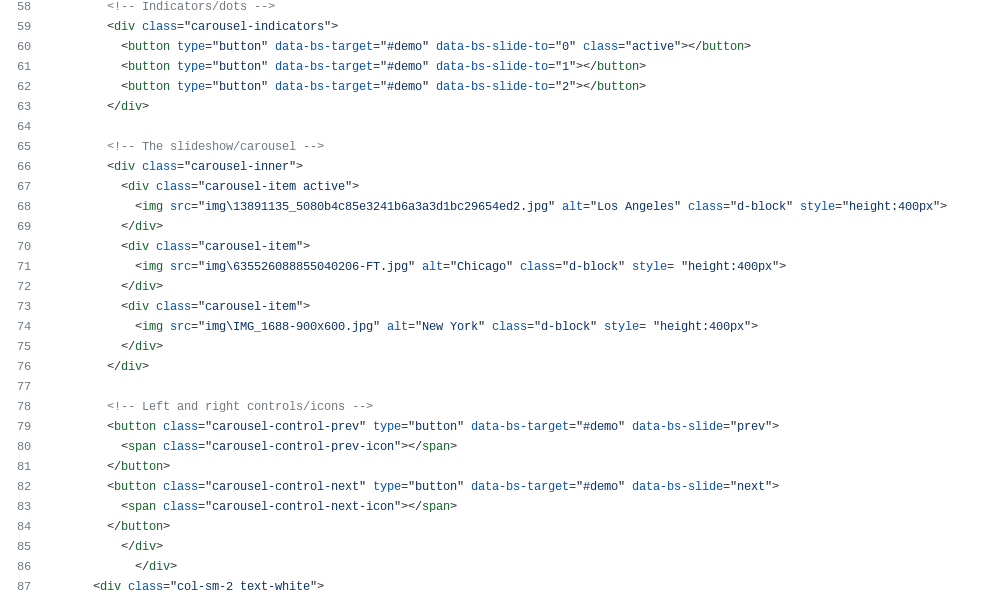 58 <!-- Indicators/dots -->
59 <div class="carousel-indicators">
60 <button type="button" data-bs-target="#demo" data-bs-slide-to="0" class="active"></button>
61 <button type="button" data-bs-target="#demo" data-bs-slide-to="1"></button>
62 <button type="button" data-bs-target="#demo" data-bs-slide-to="2"></button>
63 </div>
64
65 <!-- The slideshow/carousel -->
66 <div class="carousel-inner">
67 <div class="carousel-item active">
68 <img src="img\13891135_5080b4c85e3241b6a3a3d1bc29654ed2.jpg" alt="Los Angeles" class="d-block" style="height:400px">
69 </div>
70 <div class="carousel-item">
71 <img src="img\635526088855040206-FT.jpg" alt="Chicago" class="d-block" style= "height:400px">
72 </div>
73 <div class="carousel-item">
74 <img src="img\IMG_1688-900x600.jpg" alt="New York" class="d-block" style= "height:400px">
75 </div>
76 </div>
77
78 <!-- Left and right controls/icons -->
79 <button class="carousel-control-prev" type="button" data-bs-target="#demo" data-bs-slide="prev">
80 <span class="carousel-control-prev-icon"></span>
81 </button>
82 <button class="carousel-control-next" type="button" data-bs-target="#demo" data-bs-slide="next">
83 <span class="carousel-control-next-icon"></span>
84 </button>
85 </div>
86 </div>
87 <div class="col-sm-2 text-white">